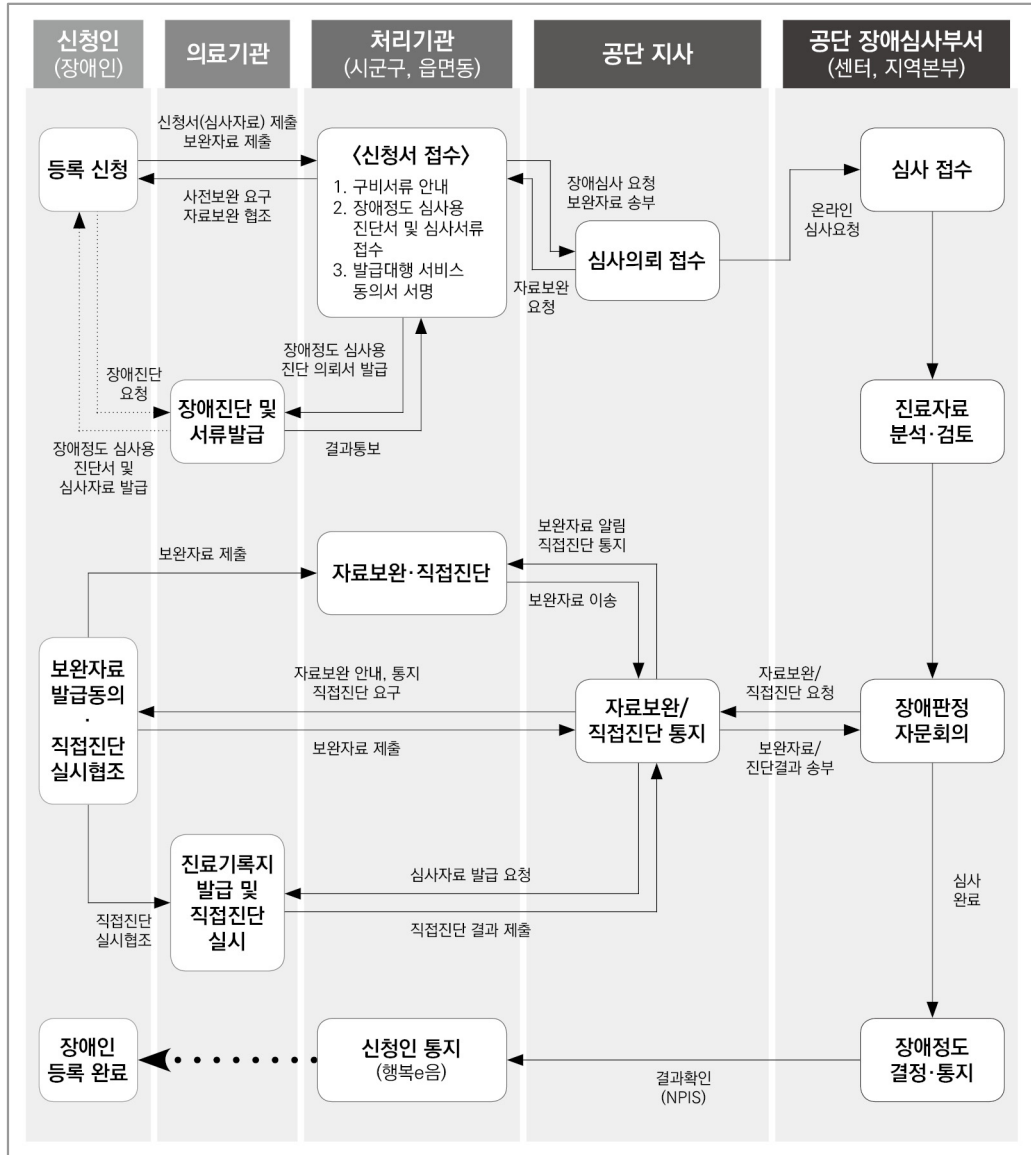 신청인
(장애인)
의료기관
처리기관
(시군구, 읍면동)
공단 지사
공단 장애심사부서
(센터, 지역본부)
등록 신청
신청서(심사자료) 제출
보완자료 제출
사전보완 요구
자료보완 협조
〈신청서 접수〉
1. 구비서류 안내
2. 장애정도 심사용
진단서 및 심사서류
접수
3. 발급대행 서비스
동의서 서명
장애심사 요청
보완자료 송부
자료보완
요청
심사의뢰 접수
온라인
심사요청
심사 접수
장애진단
요청
장애정도 심사용
진단서 및
심사자료 발급
장애진단 및
서류발급
장애정도 심사용
진단 의뢰서 발급
결과통보
진료자료
분석·검토
보완자료 제출
자료보완·직접진단
보완자료 알림
직접진단 통지
보완자료 이송
보완자료
발급동의
·
직접진단
실시협조
자료보완 안내, 통지
직접진단 요구
보완자료 제출
자료보완/
직접진단 통지
자료보완/
직접진단 요청
보완자료/
진단결과 송부
장애판정
자문회의
직접진단
실시협조
진료기록지
발급 및
직접진단
실시
심사자료 발급 요청
직접진단 결과 제출
심사
완료
장애인
등록 완료
신청인 통지
(행복e음)
결과확인
(NPIS)
장애정도
결정·통지